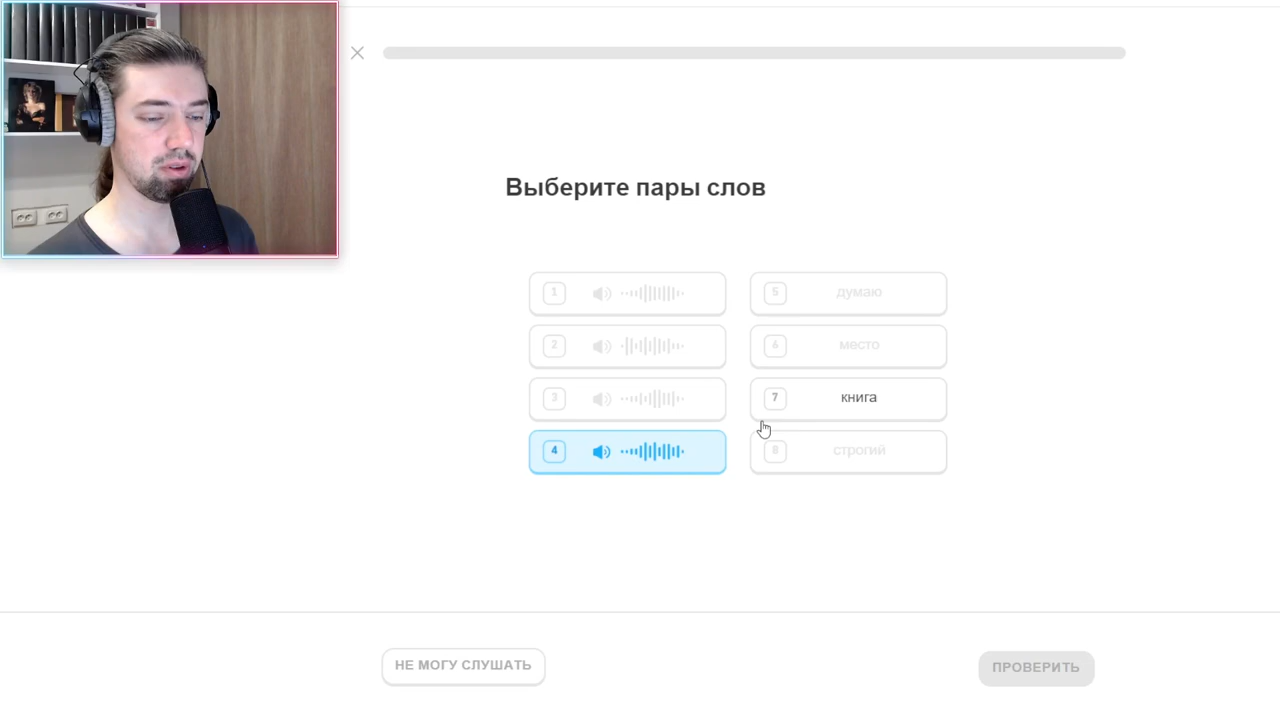 Выберите пары слов
1
5 думаю
2
6 место
3
7 книга
4
8 строгий
НЕ МОГУ СЛУШАТЬ
ПРОВЕРИТЬ